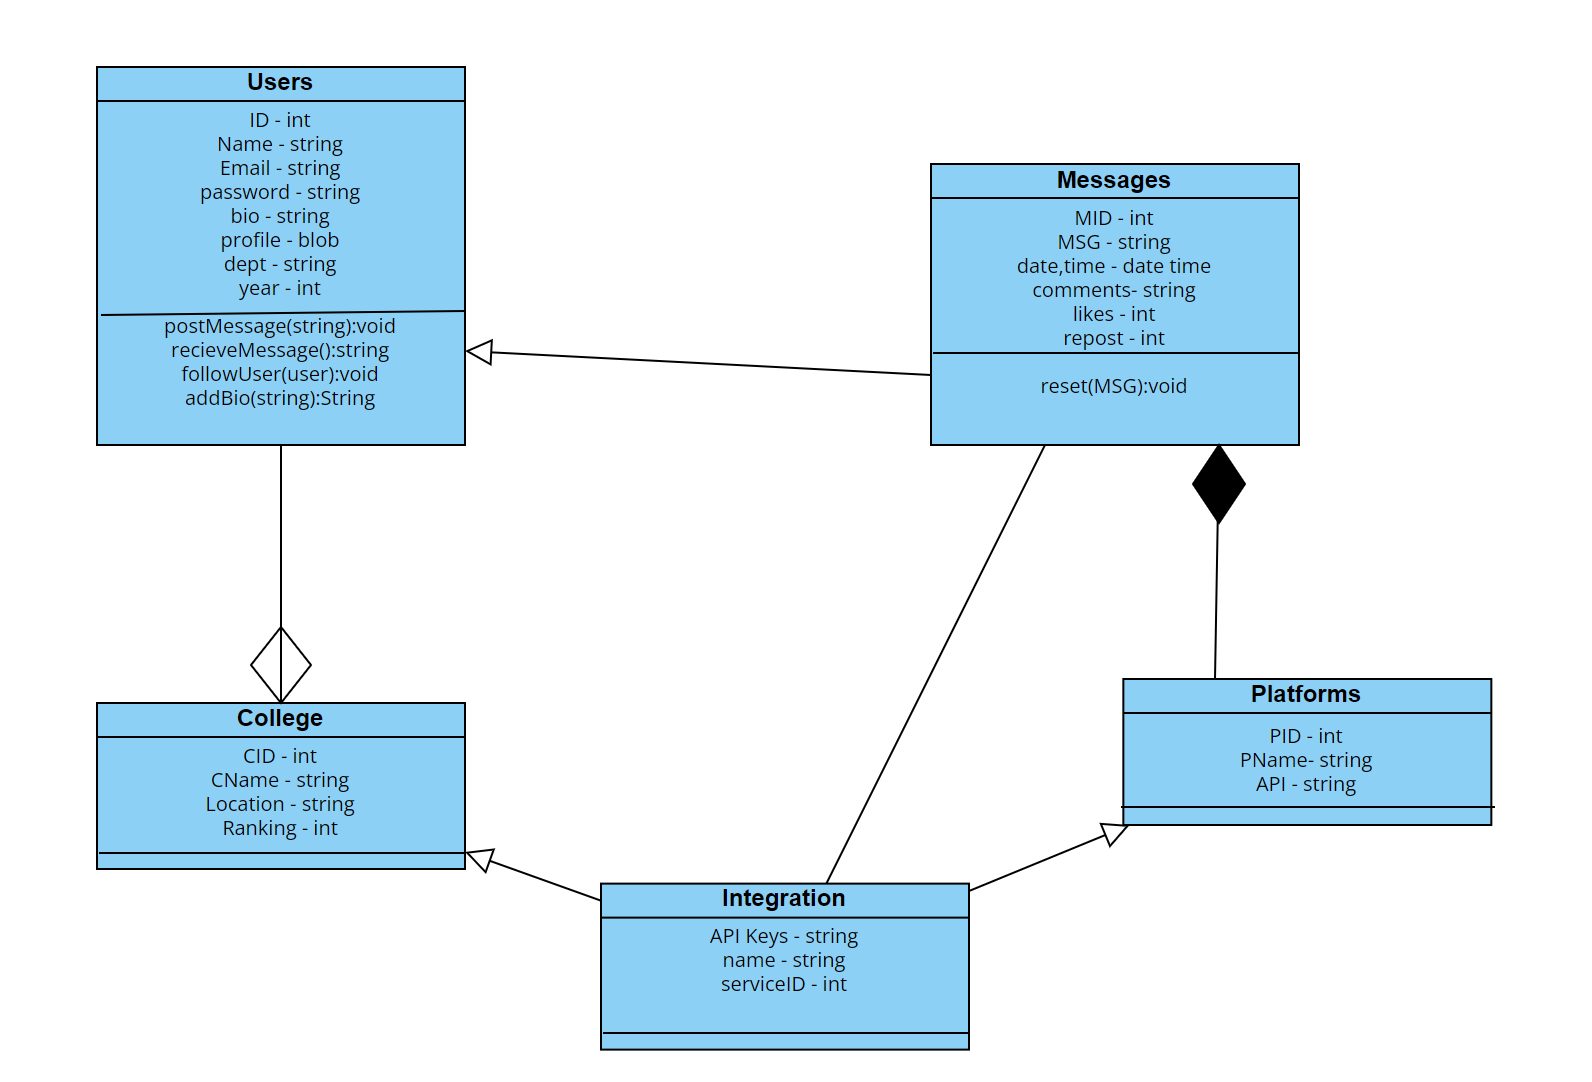 Users
ID - int
Name - string
Email - string
password - string
bio - string
profile - blob
dept - string
year - int
postMessage(string):void
recieveMessage():string
followUser(user):void
addBio(string):String
Messages
MID - int
MSG - string
date,time - date time
comments- string
likes - int
repost - int
reset(MSG):void
College
CID - int
CName - string
Location - string
Ranking - int
Platforms
PID - int
PName- string
API - string
Integration
API Keys - string
name - string
serviceID - int